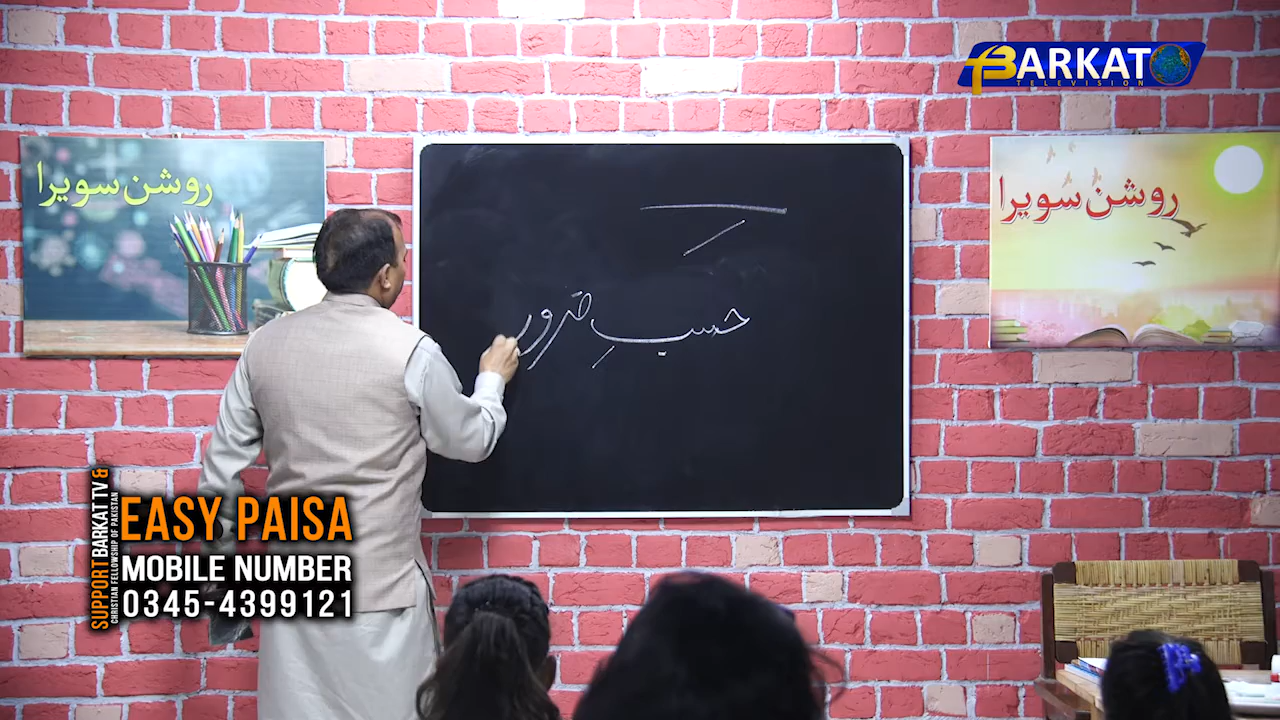 BARKAT
TELEVISION
روشن سویرا
روشن سویرا
حسبِ ضرور
SUPPORT BARKAT TV &
CHRISTIAN FELLOWSHIP OF PAKISTAN
EASY PAISA
MOBILE NUMBER
0345-4399121